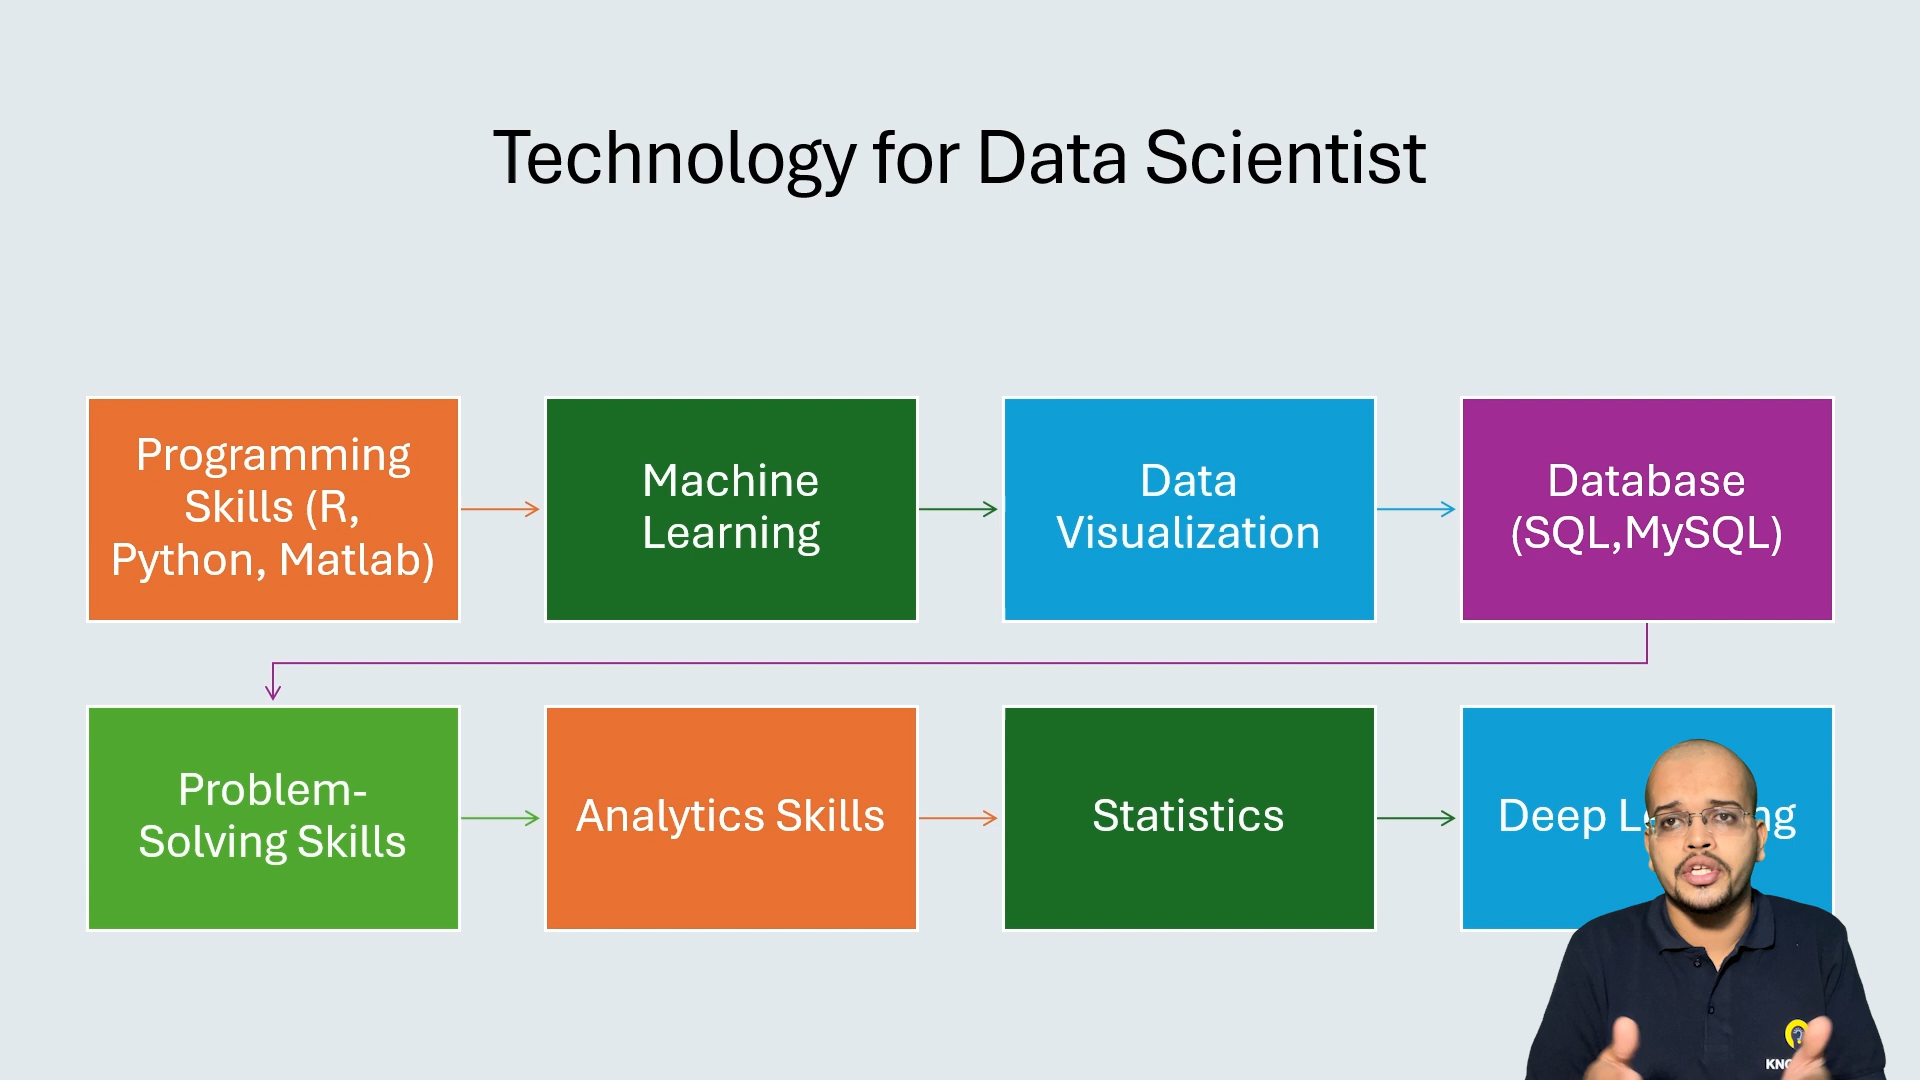 Technology for Data Scientist
Programming
Skills (R,
Python, Matlab)
Machine
Learning
Data
Visualization
Database
(SQL,MySQL)
Problem-
Solving Skills
Analytics Skills
Statistics
Deep